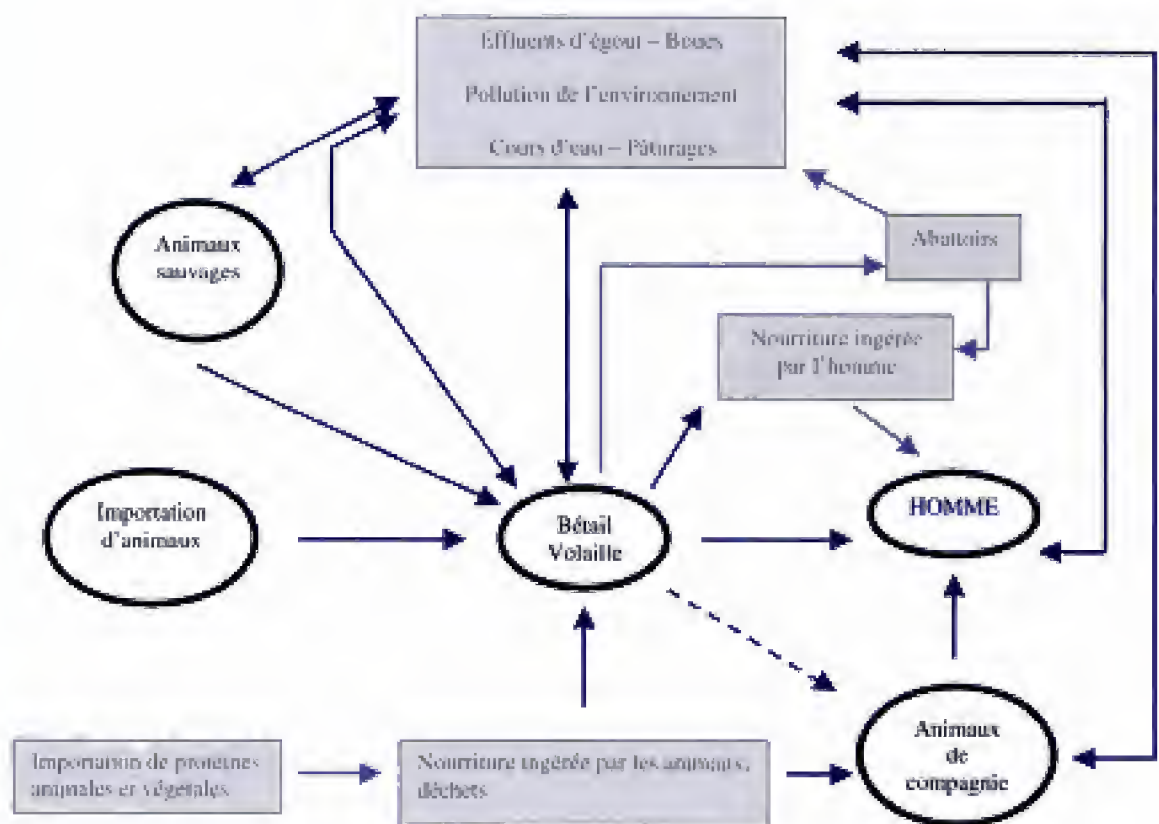 Effluents d'égout – Boues
Pollution de l'environnement
Cours d'eau – Pâturages
Animaux
sauvages
Abattoirs
Nourriture ingérée
par l'homme
Importation
d'animaux
Bétail
Volaille
HOMME
Importation de protéines
animales et végétales
Nourriture ingérée par les animaux,
déchets
Animaux
de
compagnie